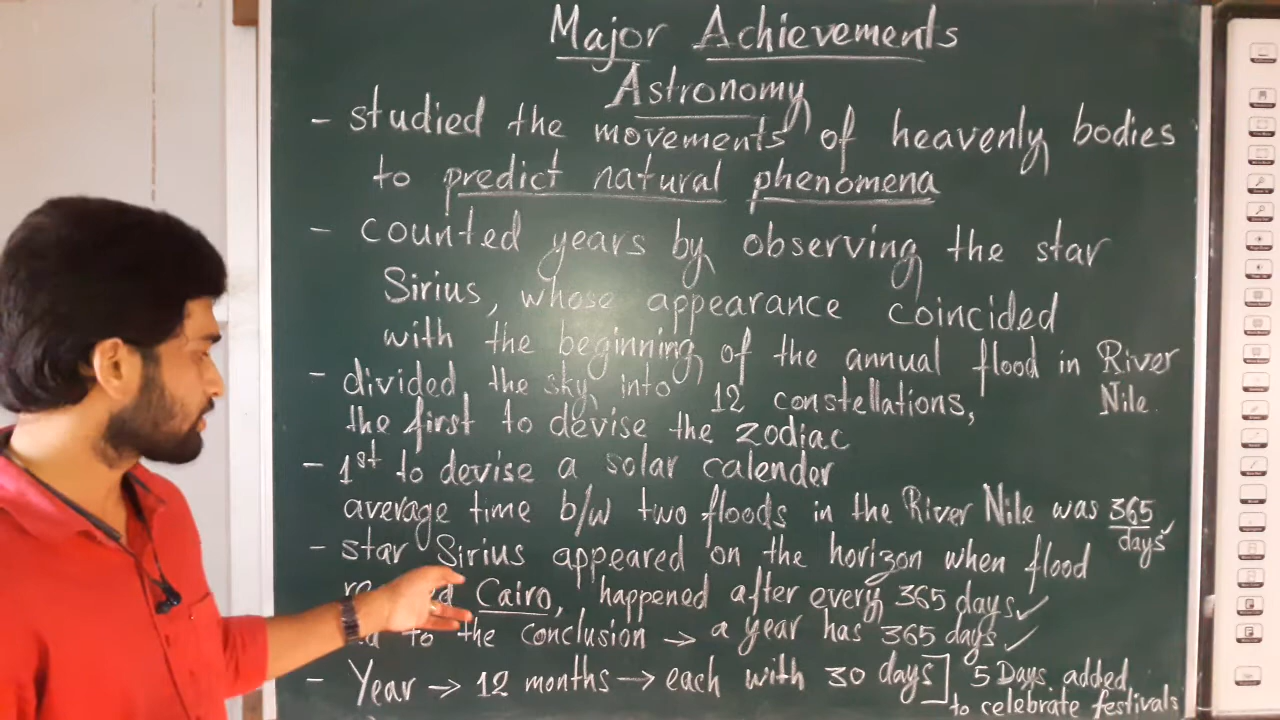 Major Achievements
Astronomy
- studied the movements of heavenly bodies
to predict natural phenomena
- counted years by observing the star
Sirius, whose appearance coincided
with the beginning of the annual flood in River
Nile.
- divided the sky into 12 constellations,
the first to devise the zodiac
- 1st to devise a solar calender
average time b/w two floods in the River Nile was 365
days ✓
- star Sirius appeared on the horizon when flood
Cairo, happened after every 365 days ✓
to the conclusion → a year has 365 days. ✓
- Year → 12 months → each with 30 days] 5 Days added
to celebrate festivals